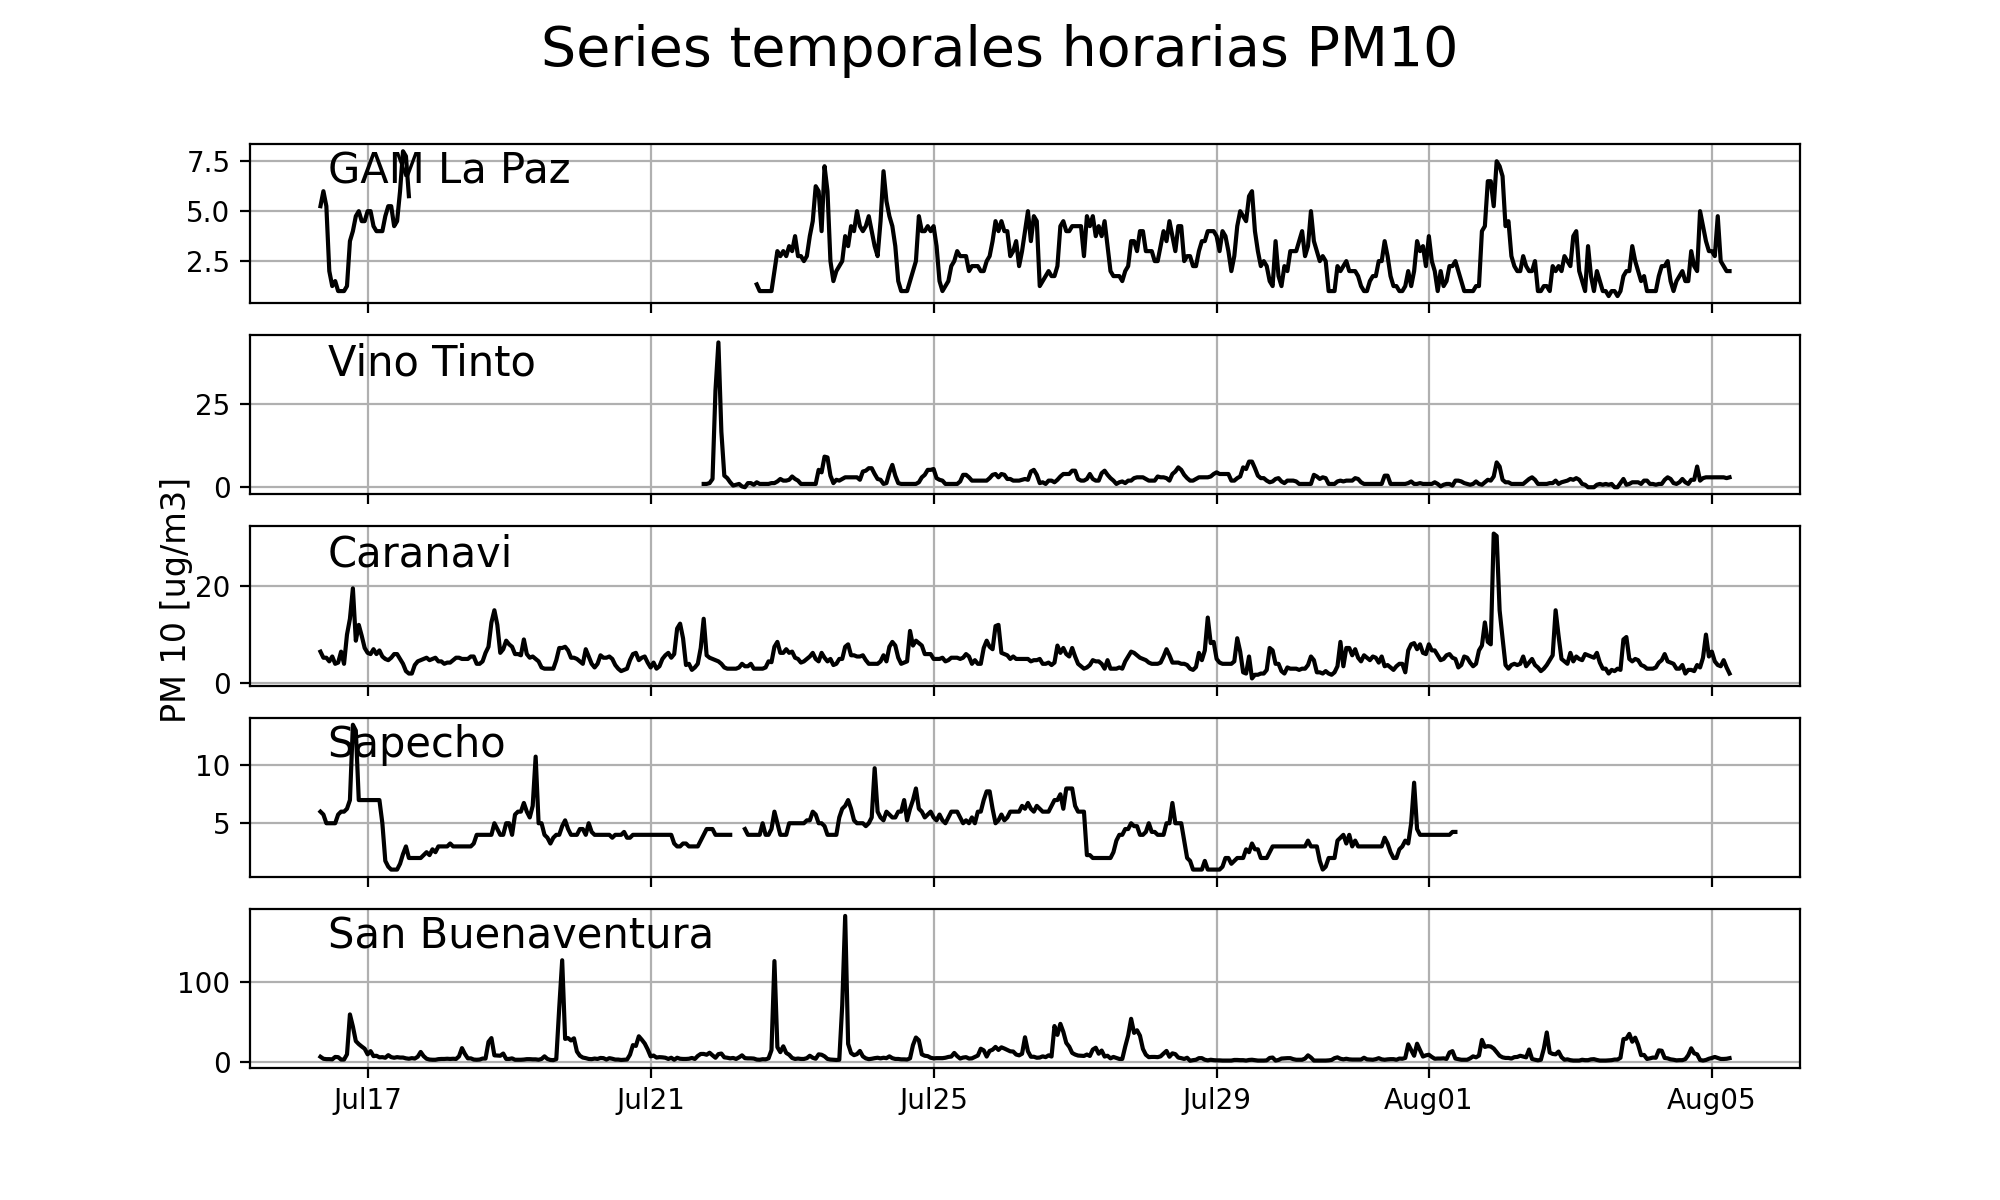 Series temporales horarias PM10
PM 10 [ug/m3]
GAM La Paz
7.5
5.0
2.5
Vino Tinto
25
0
Caranavi
20
0
Sapecho
10
5
San Buenaventura
100
0
Jul17 Jul21 Jul25 Jul29 Aug01 Aug05